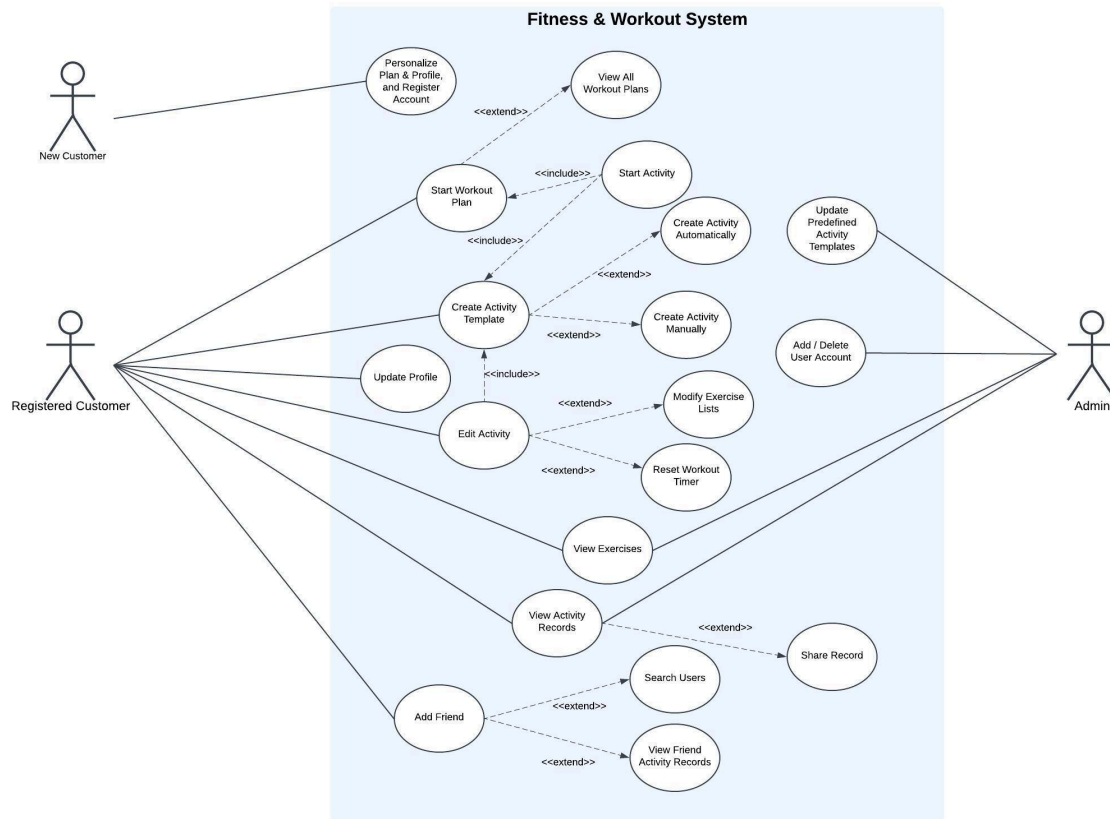 Fitness & Workout System
Personalize
Plan & Profile,
and Register
Account
View All
Workout Plans
<<extend>>
New Customer
Start Workout
Plan
<<include>>
Start Activity
Create Activity
Automatically
Update
Predefined
Activity
Templates
<<include>>
<<extend>>
Create Activity
Template
Create Activity
Manually
<<extend>>
Add / Delete
User Account
Registered Customer
Update Profile
<<include>>
Admin
Edit Activity
<<extend>>
Modify Exercise
Lists
<<extend>>
Reset Workout
Timer
View Exercises
View Activity
Records
<<extend>>
Share Record
Search Users
<<extend>>
Add Friend
View Friend
Activity Records
<<extend>>